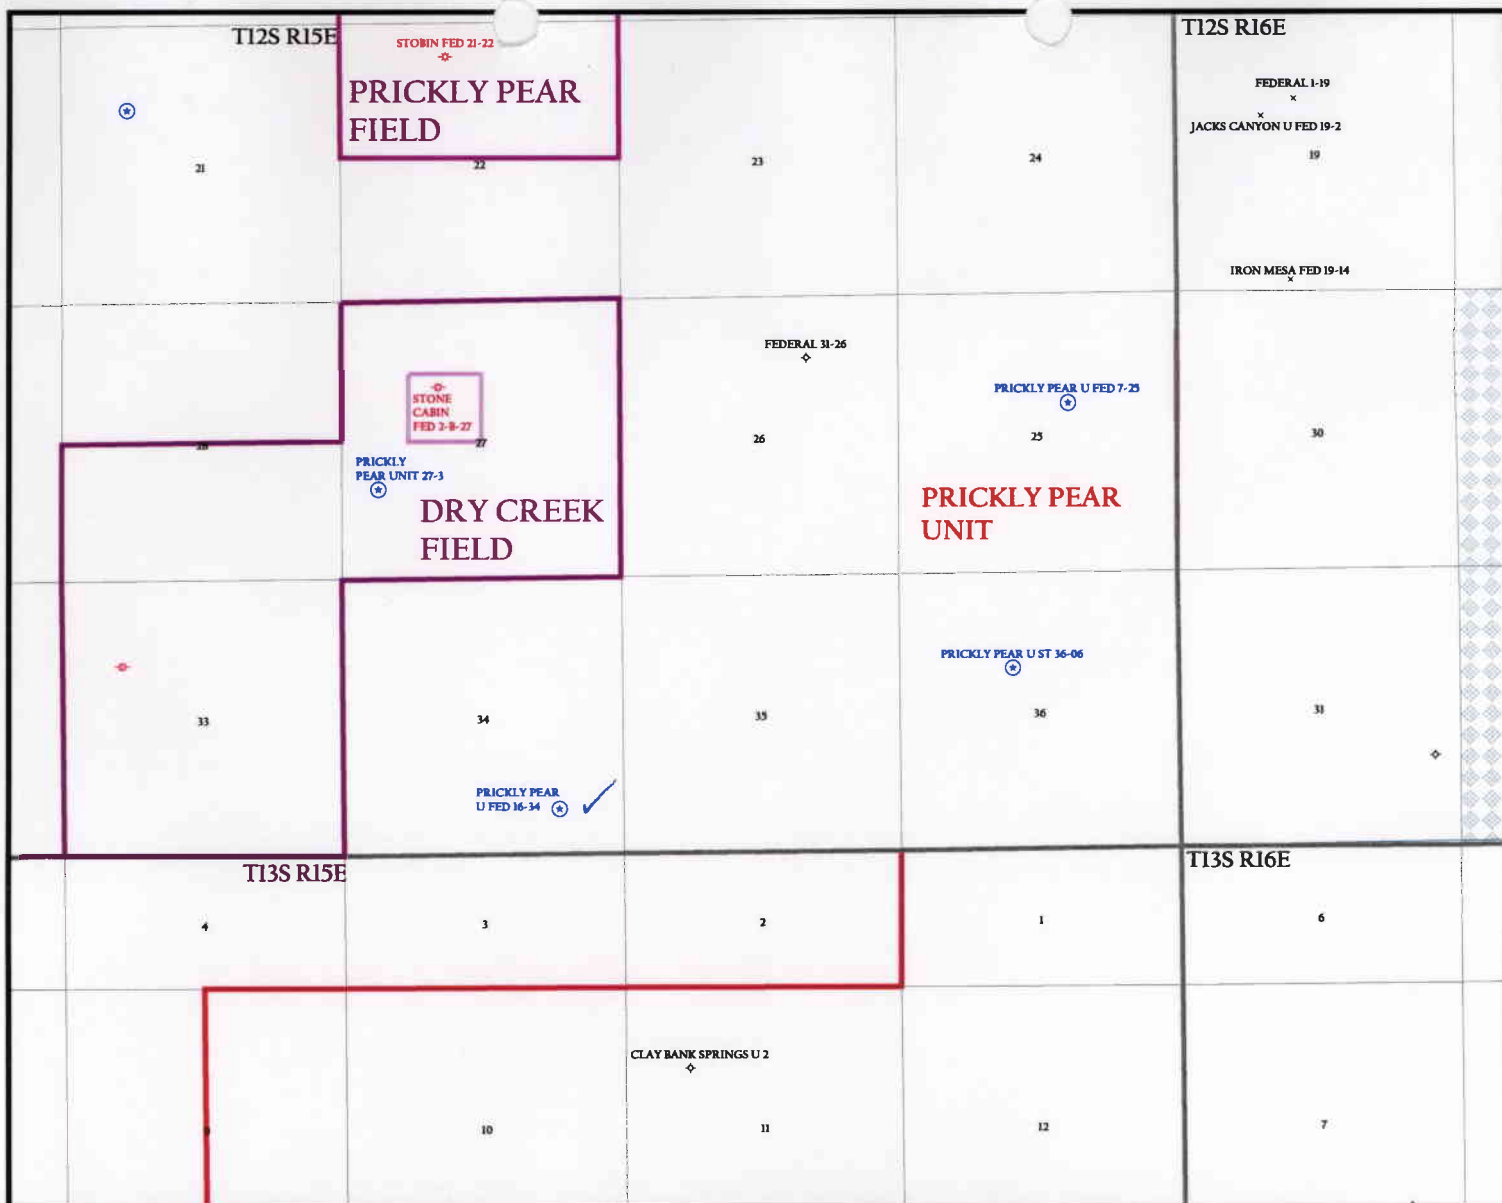 T12S R15E
T12S R16E
STOBIN FED 21-22
PRICKLY PEAR
FIELD
FEDERAL 1-19
JACKS CANYON U FED 19-2
21
22
23
24
19
IRON MESA FED 19-14
FEDERAL 31-26
PRICKLY PEAR U FED 7-25
STONE
CABIN
FED 2-B-27
28
27
26
25
30
PRICKLY
PEAR UNIT 27-3
DRY CREEK
FIELD
PRICKLY PEAR
UNIT
PRICKLY PEAR U ST 36-06
33
34
35
36
31
PRICKLY PEAR
U FED 16-34
T13S R15E
T13S R16E
4
3
2
1
6
CLAY BANK SPRINGS U 2
9
10
11
12
7